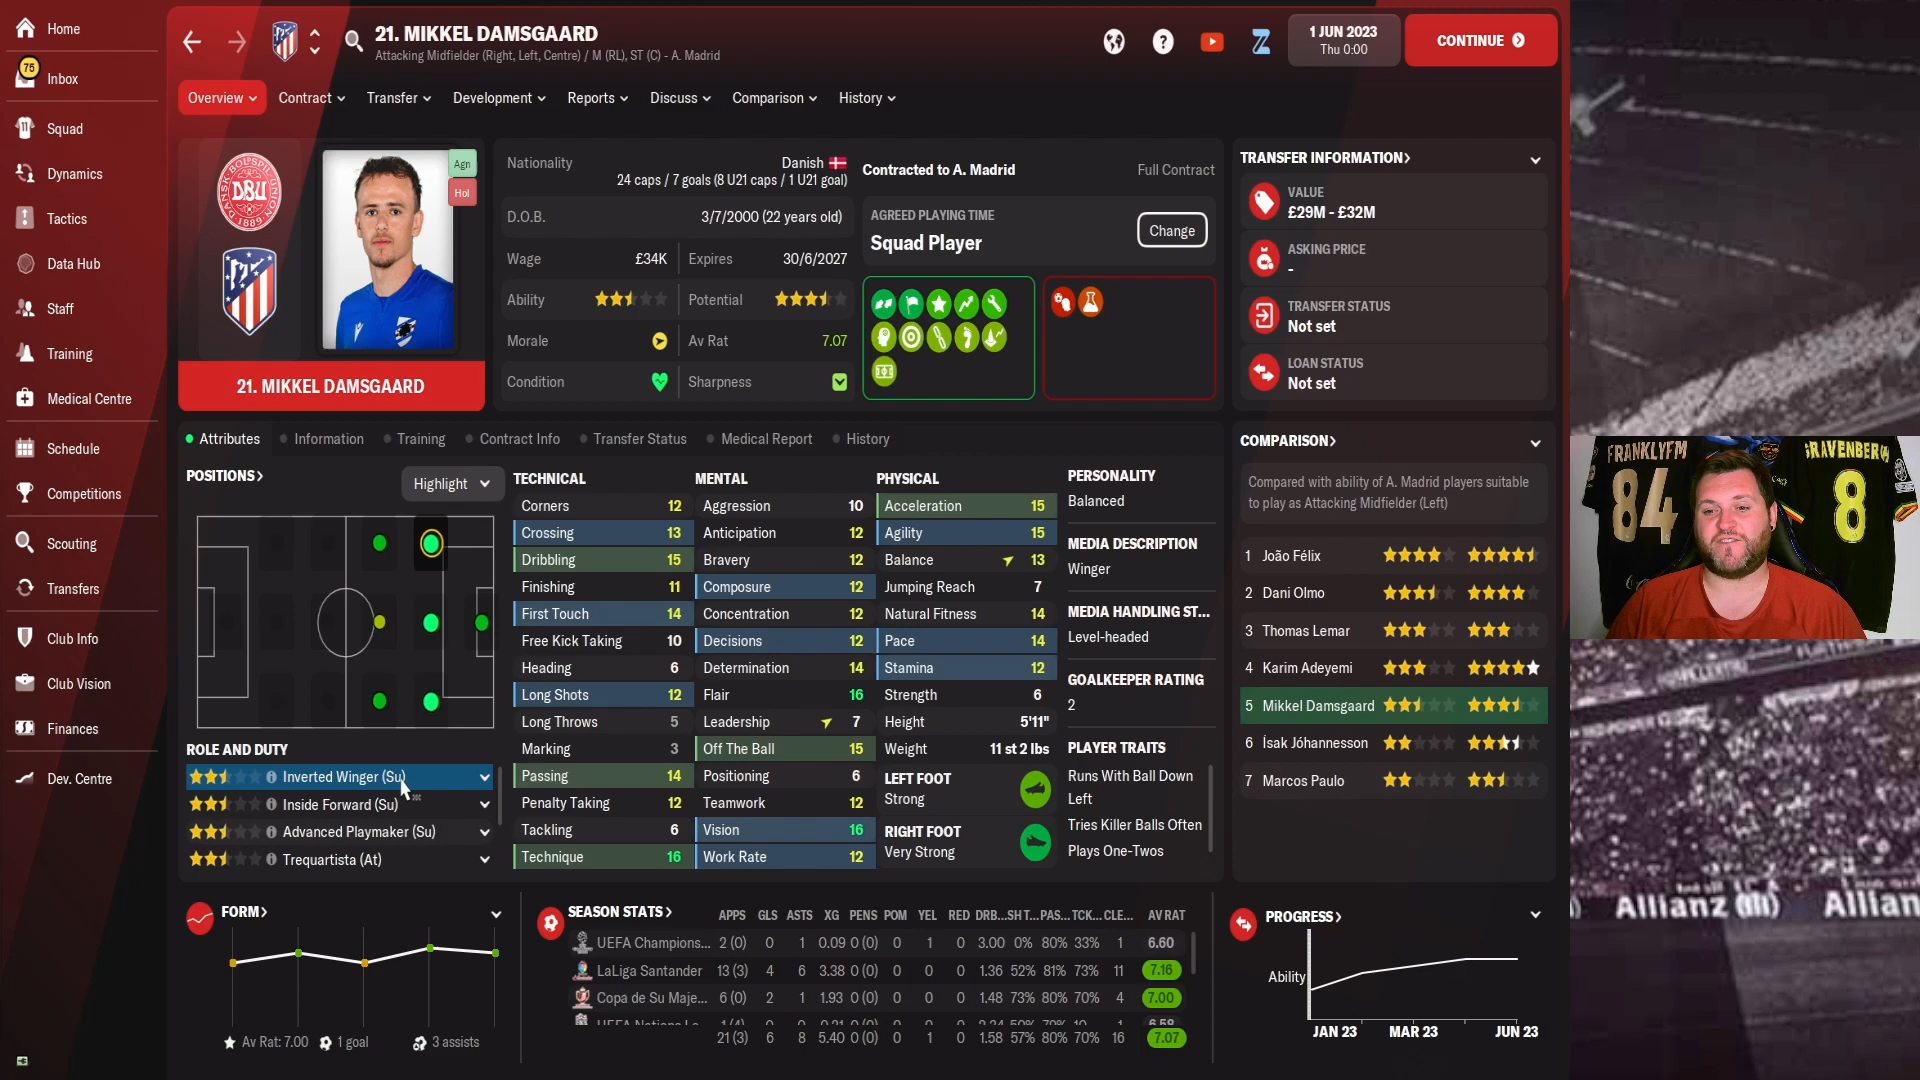 Home
75
Inbox
Squad
Dynamics
Tactics
Data Hub
Staff
Training
Medical Centre
Schedule
Competitions
Scouting
Transfers
Club Info
Club Vision
Finances
Dev. Centre
21. MIKKEL DAMSGAARD
Attacking Midfielder (Right, Left, Centre) / M (RL), ST (C) - A. Madrid
1 JUN 2023
Thu 0:00
CONTINUE
Overview
Contract
Transfer
Development
Reports
Discuss
Comparison
History
DANSK BOLDSPIL-UNION
DBU
1889
Agn
Hol
21. MIKKEL DAMSGAARD
Nationality
Danish
24 caps / 7 goals (8 U21 caps / 1 U21 goal)
D.O.B. 3/7/2000 (22 years old)
Wage £34K Expires 30/6/2027
Ability Potential
Morale Av Rat 7.07
Condition Sharpness
Contracted to A. Madrid Full Contract
AGREED PLAYING TIME
Squad Player
Change
TRANSFER INFORMATION>
VALUE
£29M - £32M
ASKING PRICE
-
TRANSFER STATUS
Not set
LOAN STATUS
Not set
Attributes Information Training Contract Info Transfer Status Medical Report History
POSITIONS>
Highlight
ROLE AND DUTY
Inverted Winger (Su)
Inside Forward (Su)
Advanced Playmaker (Su)
Trequartista (At)
TECHNICAL
Corners 12
Crossing 13
Dribbling 15
Finishing 11
First Touch 14
Free Kick Taking 10
Heading 6
Long Shots 12
Long Throws 5
Marking 3
Passing 14
Penalty Taking 12
Tackling 6
Technique 16
MENTAL
Aggression 10
Anticipation 12
Bravery 12
Composure 12
Concentration 12
Decisions 12
Determination 14
Flair 16
Leadership 7
Off The Ball 15
Positioning 6
Teamwork 12
Vision 16
Work Rate 12
PHYSICAL
Acceleration 15
Agility 15
Balance 13
Jumping Reach 7
Natural Fitness 14
Pace 14
Stamina 12
Strength 6
Height 5'11"
Weight 11 st 2 lbs
LEFT FOOT
Strong
RIGHT FOOT
Very Strong
PERSONALITY
Balanced
MEDIA DESCRIPTION
Winger
MEDIA HANDLING ST...
Level-headed
GOALKEEPER RATING
2
PLAYER TRAITS
Runs With Ball Down
Left
Tries Killer Balls Often
Plays One-Twos
COMPARISON>
Compared with ability of A. Madrid players suitable
to play as Attacking Midfielder (Left)
1 João Félix
2 Dani Olmo
3 Thomas Lemar
4 Karim Adeyemi
5 Mikkel Damsgaard
6 Ísak Jóhannesson
7 Marcos Paulo
FORM>
Av Rat: 7.00 1 goal 3 assists
SEASON STATS> APPS GLS ASTS XG PENS POM YEL RED DRB... SH T... PAS... TCK... CLE... AV RAT
UEFA Champions... 2 (0) 0 1 0.09 0 (0) 0 1 0 3.00 0% 80% 33% 1 6.60
LaLiga Santander 13 (3) 4 6 3.38 0 (0) 0 0 0 1.36 52% 81% 73% 11 7.16
Copa de Su Maje... 6 (0) 2 1 1.93 0 (0) 0 0 0 1.48 73% 80% 70% 4 7.00
21 (3) 6 8 5.40 0 (0) 0 1 0 1.58 57% 80% 70% 16 7.07
PROGRESS>
Ability
JAN 23 MAR 23 JUN 23
FRANKLYFM
84
GRAVENBERCH
8
Allianz
Allian